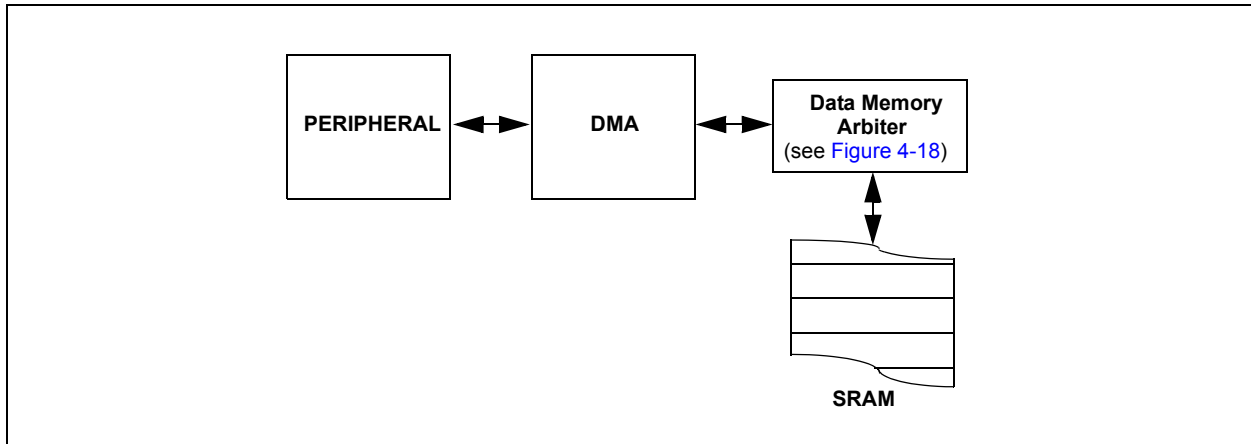 PERIPHERAL
DMA
Data Memory
Arbiter
(see Figure 4-18)
SRAM